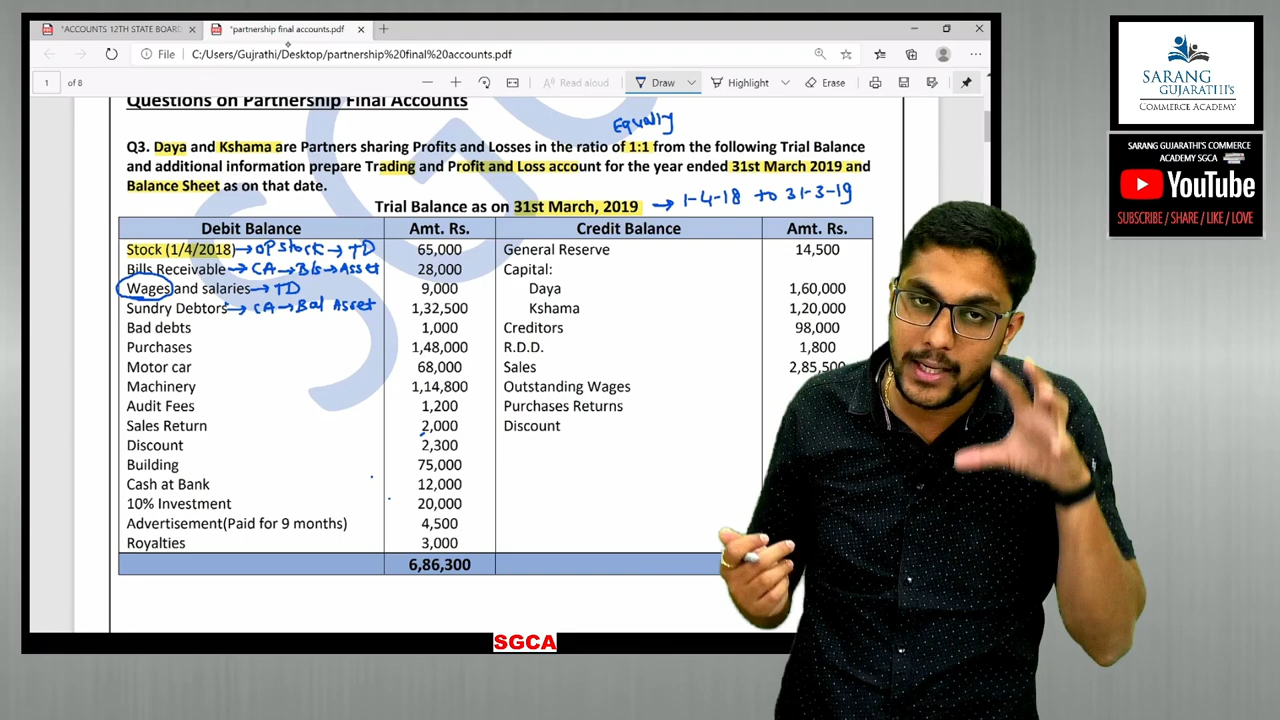 "ACCOUNTS 12TH STATE BOARD
"partnership final accounts.pdf
File C:/Users/Gujrathi/Desktop/partnership%20final%20accounts.pdf
1 of 8 Read aloud Draw Highlight Erase
Questions on Partnership Final Accounts
Equally
Q3. Daya and Kshama are Partners sharing Profits and Losses in the ratio of 1:1 from the following Trial Balance
and additional information prepare Trading and Profit and Loss account for the year ended 31st March 2019 and
Balance Sheet as on that date.
Trial Balance as on 31st March, 2019 → 1-4-18 to 31-3-19
Debit Balance Amt. Rs. Credit Balance Amt. Rs.
Stock (1/4/2018) → OP Stock → TD 65,000 General Reserve 14,500
Bills Receivable → CA → B/s → Asset 28,000 Capital:
Wages and salaries → TD 9,000 Daya 1,60,000
Sundry Debtors → CA → Bal Asset 1,32,500 Kshama 1,20,000
Bad debts 1,000 Creditors 98,000
Purchases 1,48,000 R.D.D. 1,800
Motor car 68,000 Sales 2,85,500
Machinery 1,14,800 Outstanding Wages
Audit Fees 1,200 Purchases Returns
Sales Return 2,000 Discount
Discount 2,300
Building 75,000
Cash at Bank 12,000
10% Investment 20,000
Advertisement(Paid for 9 months) 4,500
Royalties 3,000
6,86,300
SGCA
SARANG
GUJARATHI'S
COMMERCE ACADEMY
SARANG GUJARATHI'S COMMERCE
ACADEMY SGCA
YouTube
SUBSCRIBE / SHARE / LIKE / LOVE